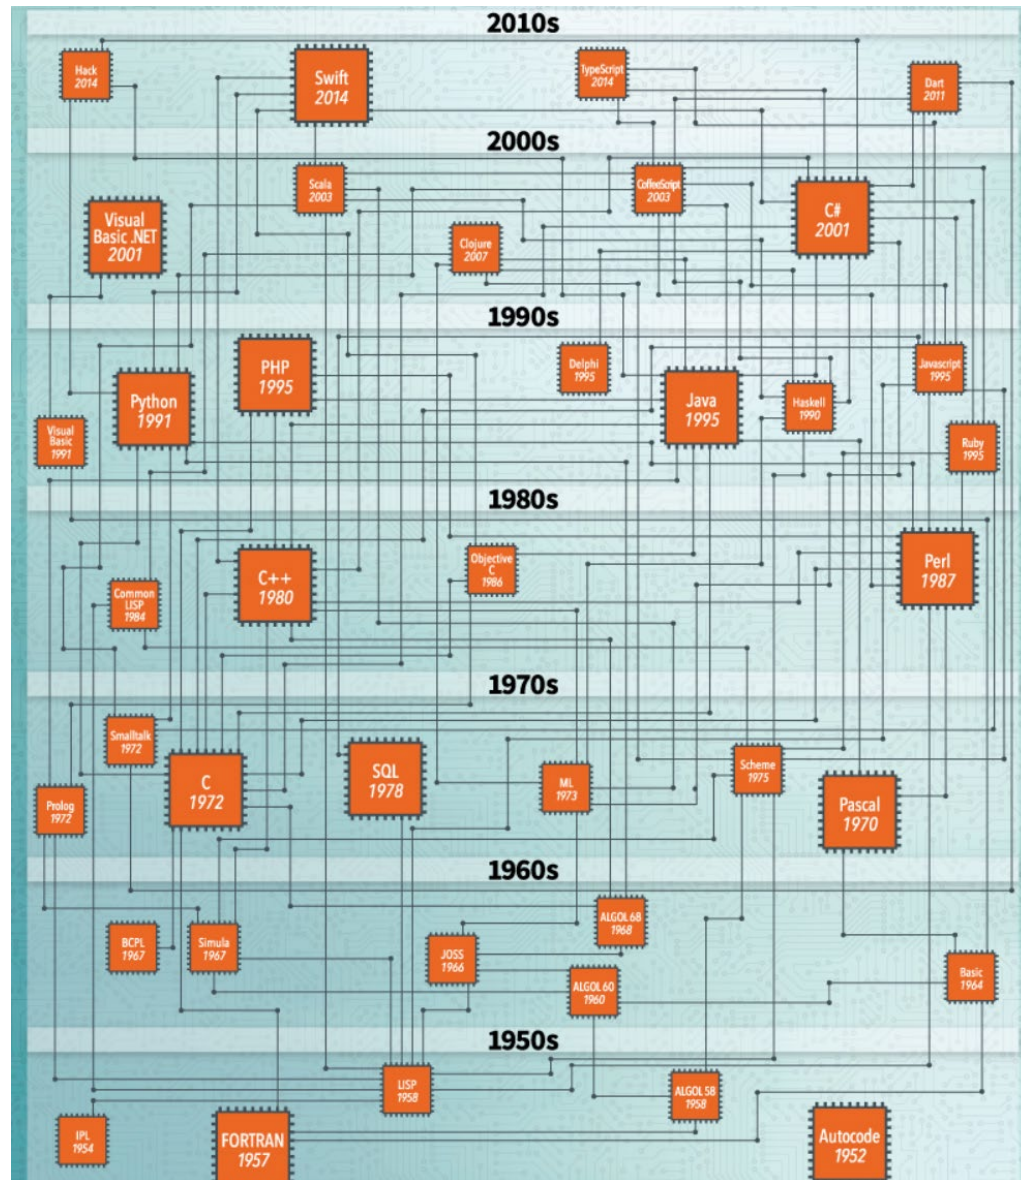 2010s
Hack
2014
Swift
2014
TypeScript
2014
Dart
2011
2000s
Scala
2003
CoffeeScript
2003
C#
2001
Visual
Basic .NET
2001
Clojure
2007
1990s
PHP
1995
Delphi
1995
Javascript
1995
Python
1991
Java
1995
Haskell
1990
Visual
Basic
1991
Ruby
1995
1980s
C++
1980
Objective
C
1986
Perl
1987
Common
LISP
1984
1970s
Smalltalk
1972
C
1972
SQL
1978
ML
1973
Scheme
1975
Prolog
1972
Pascal
1970
1960s
BCPL
1967
Simula
1967
JOSS
1966
ALGOL 68
1968
ALGOL 60
1960
Basic
1964
1950s
LISP
1958
ALGOL 58
1958
IPL
1954
FORTRAN
1957
Autocode
1952